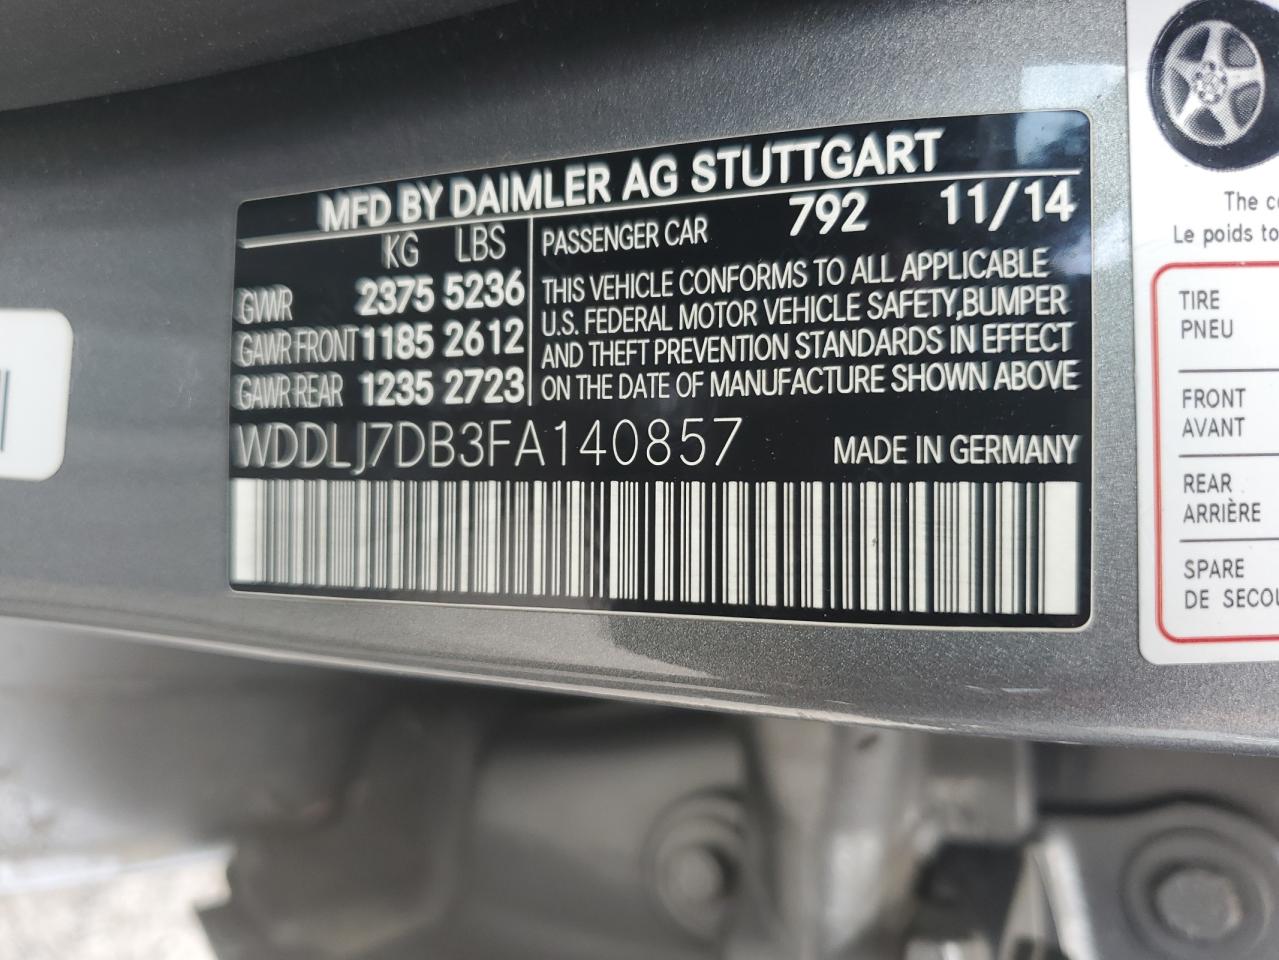 MFD BY DAIMLER AG STUTTGART
KG LBS
PASSENGER CAR 792 11/14
GVWR 2375 5236
GAWR FRONT 1185 2612
GAWR REAR 1235 2723
THIS VEHICLE CONFORMS TO ALL APPLICABLE
U.S. FEDERAL MOTOR VEHICLE SAFETY,BUMPER
AND THEFT PREVENTION STANDARDS IN EFFECT
ON THE DATE OF MANUFACTURE SHOWN ABOVE
WDDLJ7DB3FA140857
MADE IN GERMANY
The
Le poids
TIRE
PNEU
FRONT
AVANT
REAR
ARRIÈRE
SPARE
DE